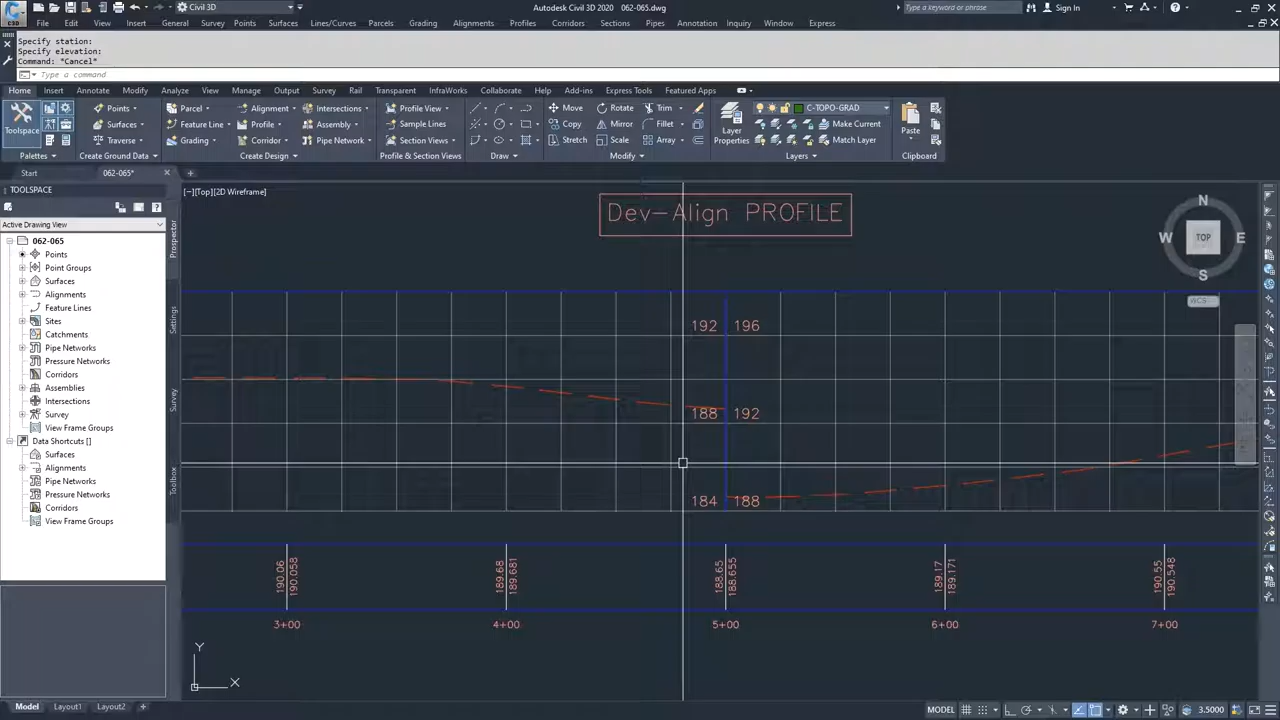 Civil 3D
Autodesk Civil 3D 2020 062-065.dwg
Type a keyword or phrase
Sign In
C3D
File Edit View Insert General Survey Points Surfaces Lines/Curves Parcels Grading Alignments Profiles Corridors Sections Pipes Annotation Inquiry Window Express
Specify station:
Specify elevation:
Command: *Cancel*
Type a command
Home Insert Annotate Modify Analyze View Manage Output Survey Rail Transparent InfraWorks Collaborate Help Add-ins Express Tools Featured Apps
Toolspace
Points
Surfaces
Traverse
Parcel
Feature Line
Grading
Alignment
Profile
Corridor
Intersections
Assembly
Pipe Network
Profile View
Sample Lines
Section Views
Move
Copy
Stretch
Rotate
Mirror
Scale
Trim
Fillet
Array
Layer
Properties
C-TOPO-GRAD
Make Current
Match Layer
Paste
Palettes Create Ground Data Create Design Profile & Section Views Draw Modify Layers Clipboard
Start 062-065*
TOOLSPACE
Active Drawing View
062-065
Points
Point Groups
Surfaces
Alignments
Feature Lines
Sites
Catchments
Pipe Networks
Pressure Networks
Corridors
Assemblies
Intersections
Survey
View Frame Groups
Data Shortcuts []
Surfaces
Alignments
Pipe Networks
Pressure Networks
Corridors
View Frame Groups
Prospector
Settings
Survey
Toolbox
[−][Top][2D Wireframe]
Dev-Align PROFILE
N
W TOP E
S
WCS
192 196
188 192
184 188
190.06
190.058
189.68
189.681
188.65
188.655
189.17
189.171
190.55
190.548
3+00 4+00 5+00 6+00 7+00
Y
X
Model Layout1 Layout2
MODEL
3.5000